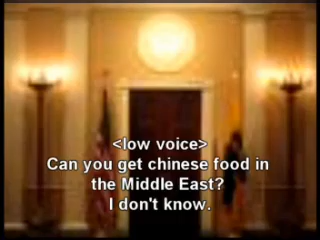 <low voice>
Can you get chinese food in
the Middle East?
I don't know.